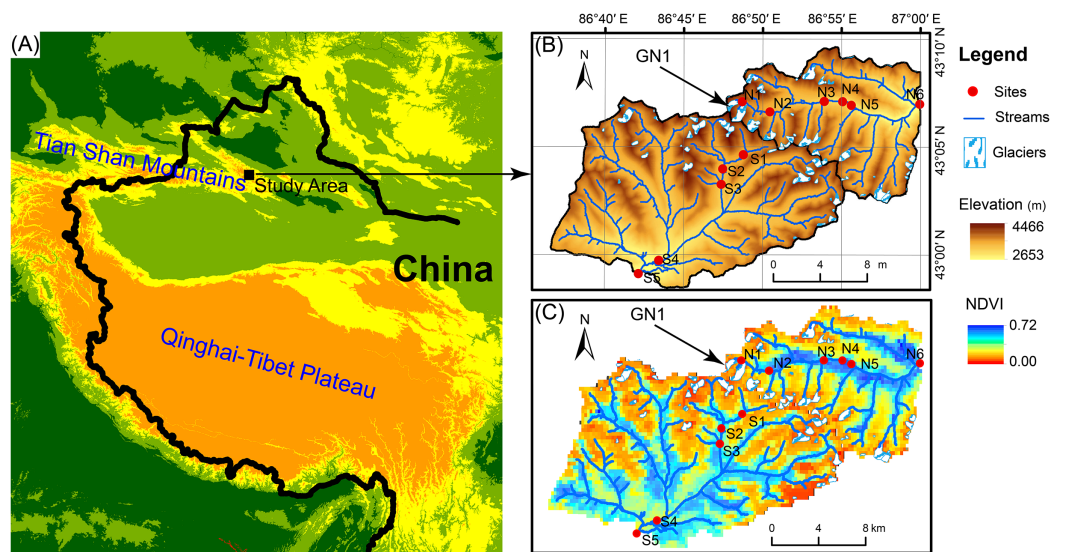 (A)
Tian Shan Mountains
Study Area
China
Qinghai-Tibet Plateau
86°40′ E 86°45′ E 86°50′ E 86°55′ E 87°00′ E
(B)
N
GN1
N1
N2
N3
N4
N5
N6
S1
S2
S3
S4
S5
0 4 8 m
43°10′ N
43°05′ N
43°00′ N
(C)
N
GN1
N1
N2
N3
N4
N5
N6
S1
S2
S3
S4
S5
0 4 8 km
Legend
Sites
Streams
Glaciers
Elevation (m)
4466
2653
NDVI
0.72
0.00